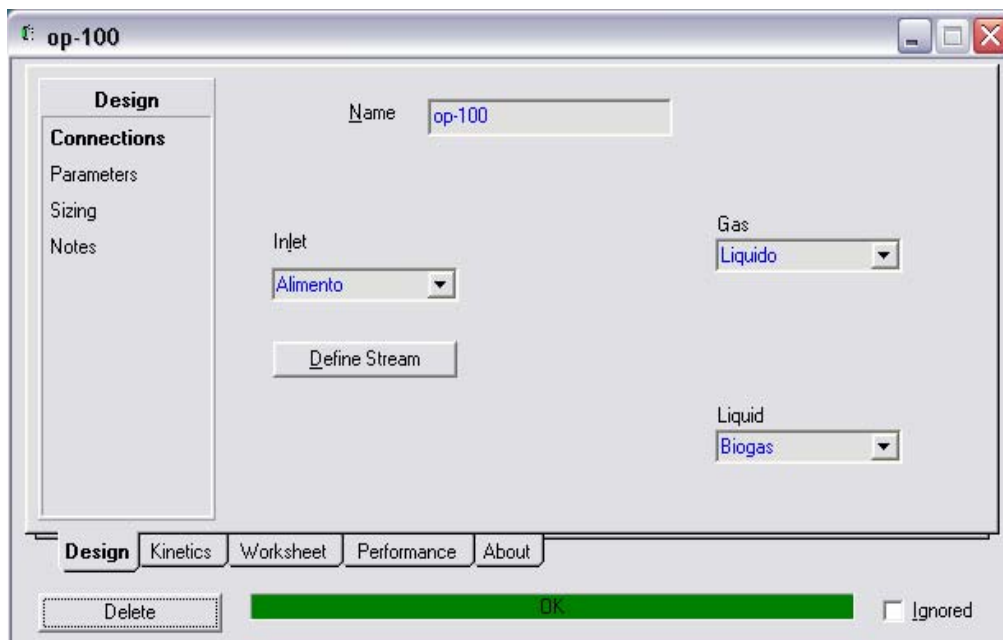 op-100
Design
Connections
Parameters
Sizing
Notes
Name
op-100
Inlet
Alimento
Define Stream
Gas
Liquido
Liquid
Biogas
Design Kinetics Worksheet Performance About
Delete
OK
Ignored